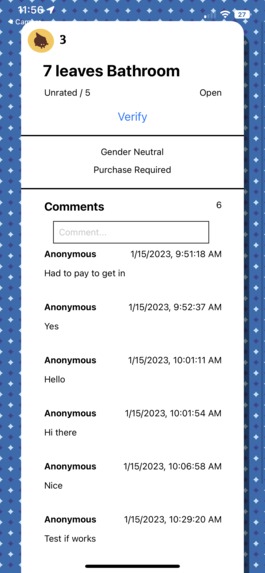 11:56
27
3
7 leaves Bathroom
Unrated / 5 Open
Verify
Gender Neutral
Purchase Required
Comments 6
Comment...
Anonymous 1/15/2023, 9:51:18 AM
Had to pay to get in
Anonymous 1/15/2023, 9:52:37 AM
Yes
Anonymous 1/15/2023, 10:01:11 AM
Hello
Anonymous 1/15/2023, 10:01:54 AM
Hi there
Anonymous 1/15/2023, 10:06:58 AM
Nice
Anonymous 1/15/2023, 10:29:20 AM
Test if works